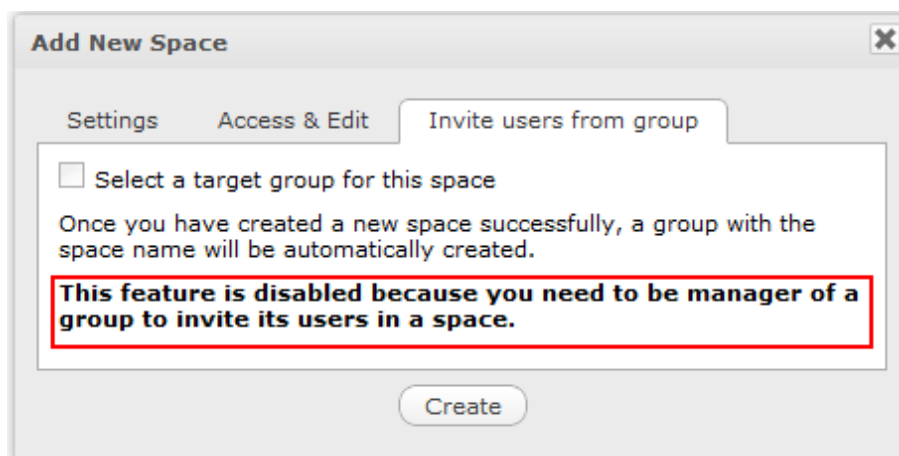 Add New Space
Settings
Access & Edit
Invite users from group
Select a target group for this space
Once you have created a new space successfully, a group with the
space name will be automatically created.
This feature is disabled because you need to be manager of a
group to invite its users in a space.
Create